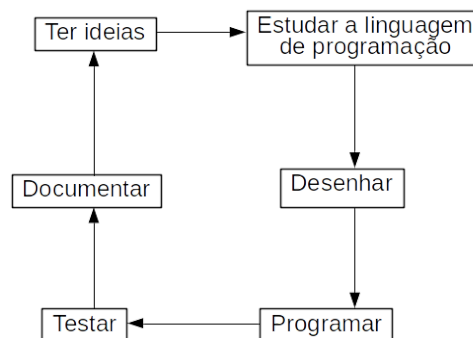 Ter ideias
Estudar a linguagem
de programação
Documentar
Desenhar
Testar
Programar